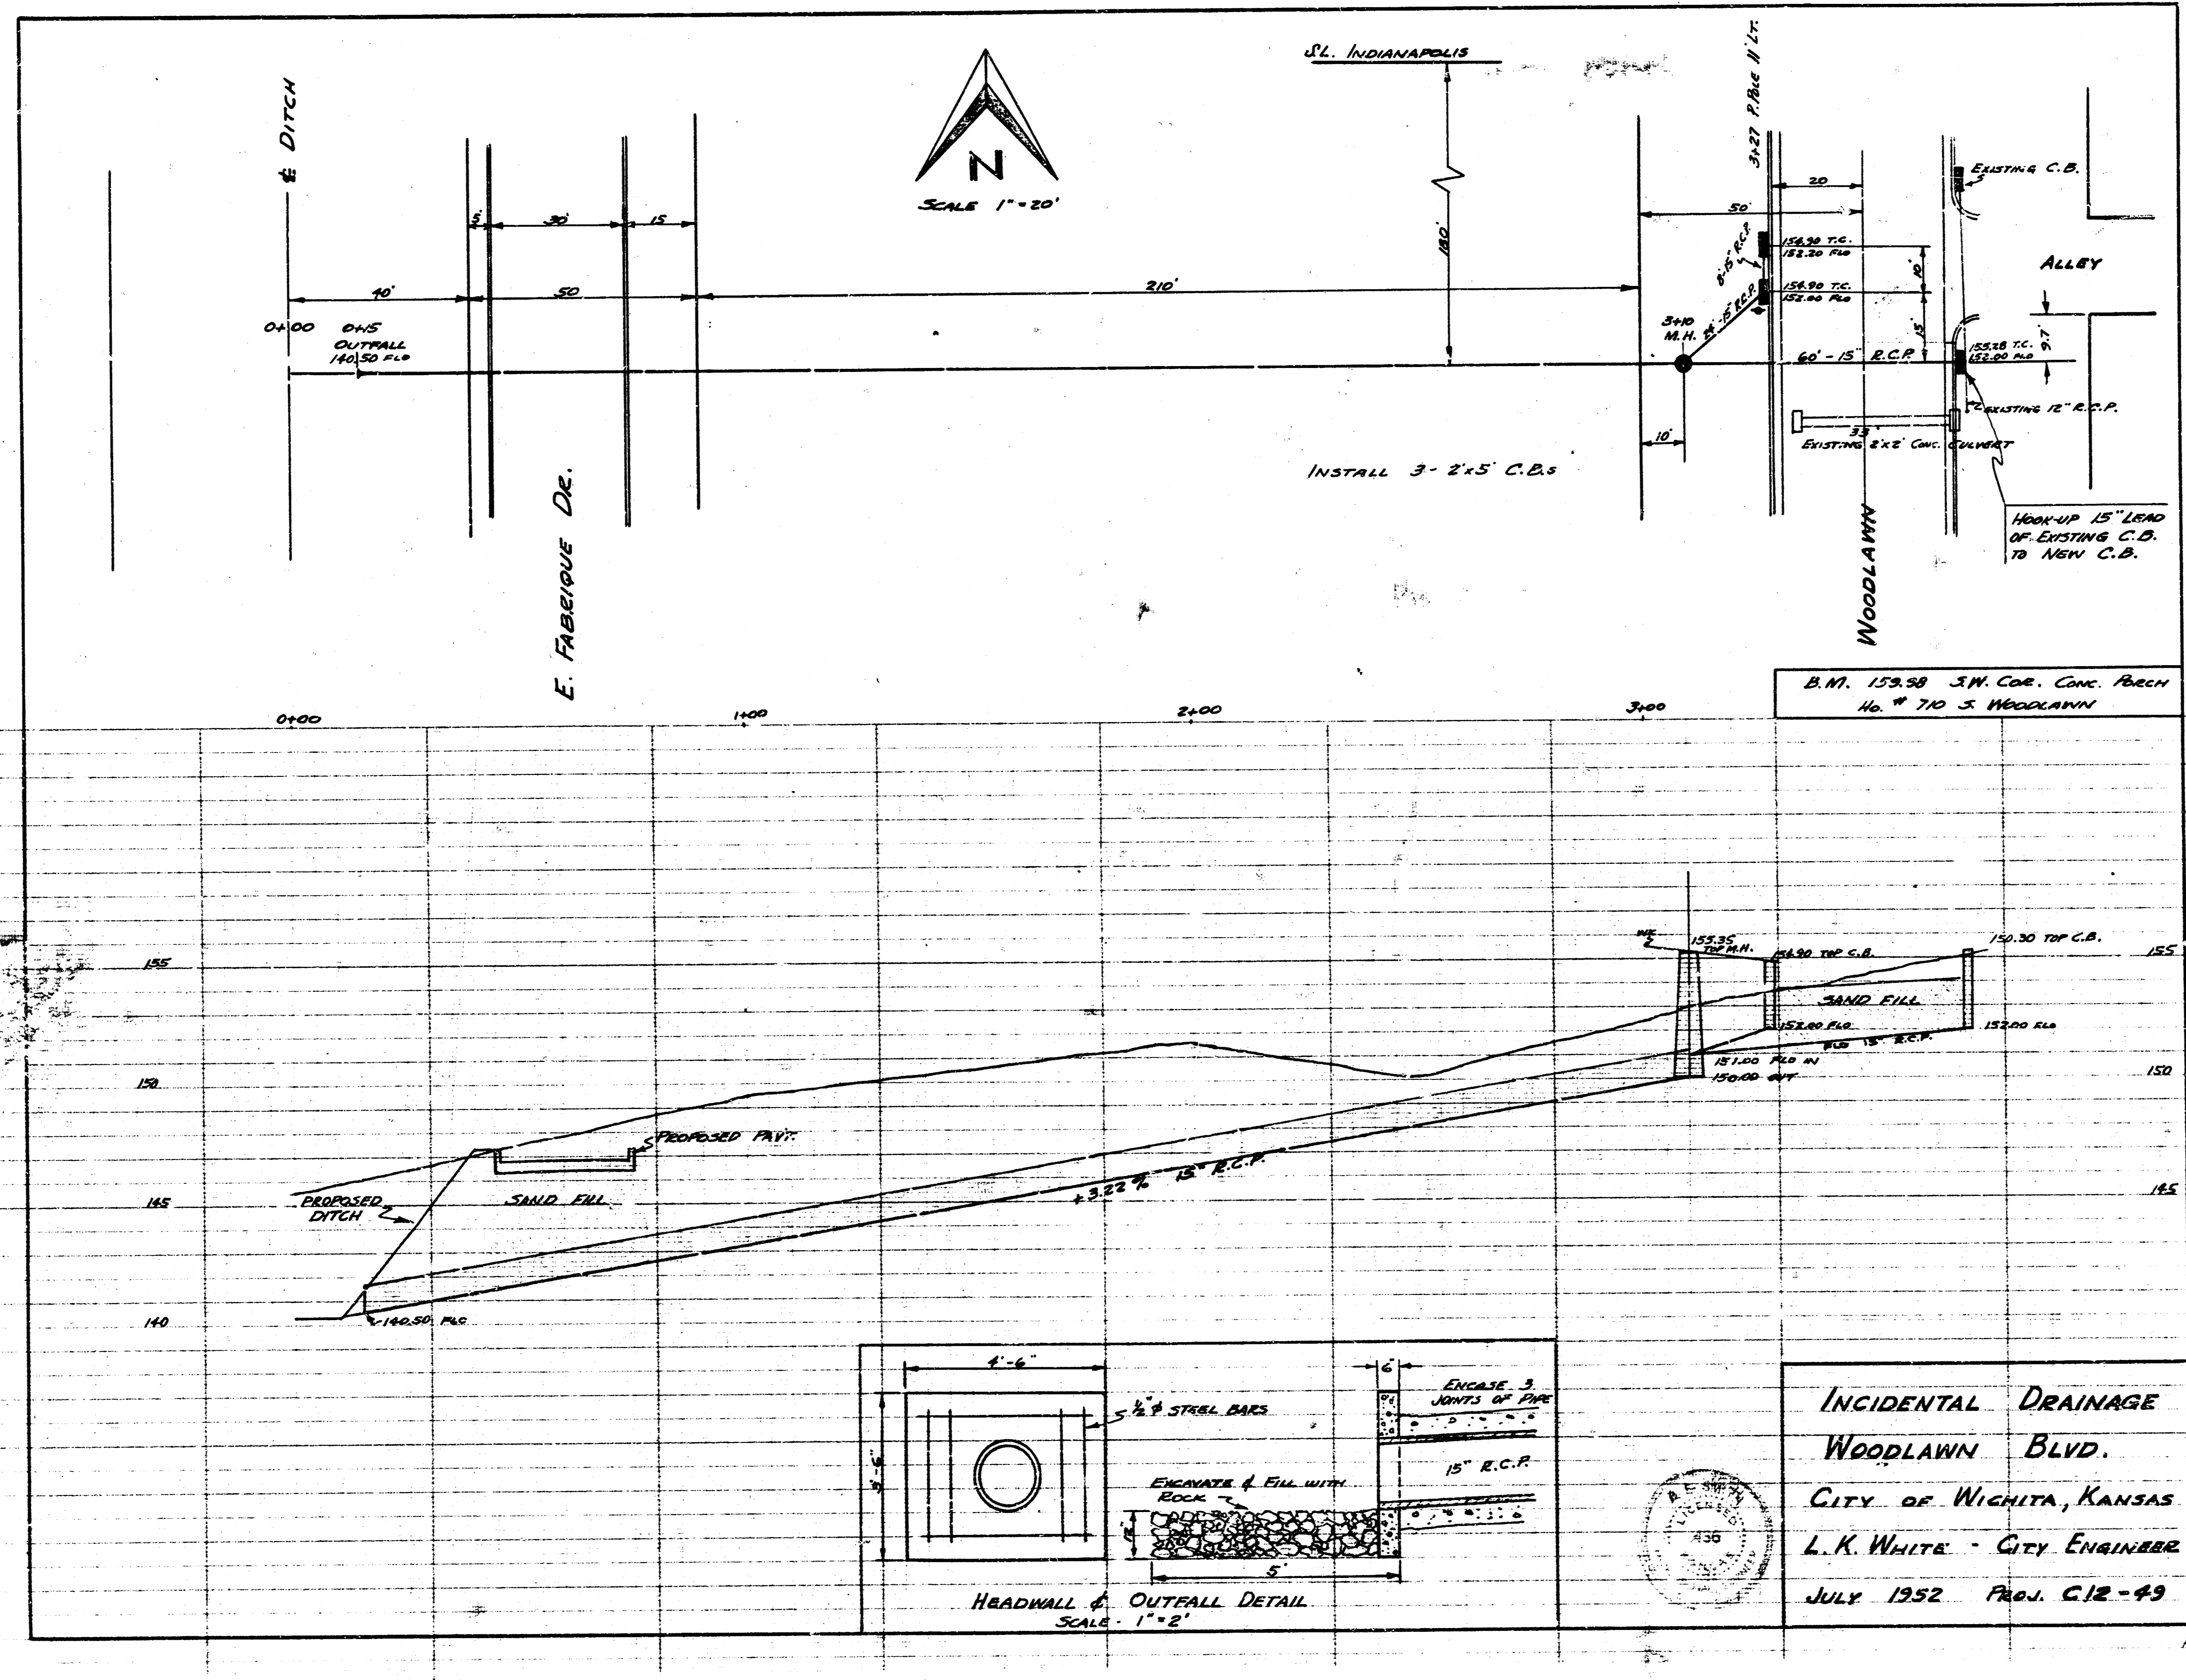 ℄ DITCH
S.L. INDIANAPOLIS
3+27 P.POLE 11' LT.
N
SCALE 1"=20'
EXISTING C.B.
20
50'
5
30'
15
180'
8'-15" R.C.P.
154.90 T.C.
152.20 FLO
10'
ALLEY
40'
50
210'
24'-15" R.C.P.
154.90 T.C.
152.00 FLO
0+00
0+15
OUTFALL
140.50 FLO
3+10
M.H.
15'
9.7'
60'-15" R.C.P.
155.28 T.C.
152.00 FLO
EXISTING 12" R.C.P.
33'
EXISTING 2'x2' CONC. CULVERT
10'
INSTALL 3- 2'x5' C.B.s
E. FABRIQUE DR.
WOODLAWN
HOOK-UP 15" LEAD
OF EXISTING C.B.
TO NEW C.B.
B.M. 159.58 S.W. COR. CONC. PORCH
HO. # 710 S. WOODLAWN
0+00
1+00
2+00
3+00
155
155.35
TOP M.H.
154.90 TOP C.B.
150.30 TOP C.B.
155
SAND FILL
152.00 FLO
152.00 FLO
FLO 15" R.C.P.
151.00 FLO IN
150.00 OUT
150
150
PROPOSED PAVT.
+3.22% 15" R.C.P.
145
PROPOSED
DITCH
SAND FILL
145
140
140.50 FLO
4'-6"
1/2" ⌀ STEEL BARS
6"
ENCASE 3
JOINTS OF PIPE
15" R.C.P.
EXCAVATE & FILL WITH
ROCK
5'
HEADWALL & OUTFALL DETAIL
SCALE - 1"=2'
LICENSED
456
INCIDENTAL DRAINAGE
WOODLAWN BLVD.
CITY OF WICHITA, KANSAS
L.K. WHITE - CITY ENGINEER
JULY 1952 PROJ. C12-49